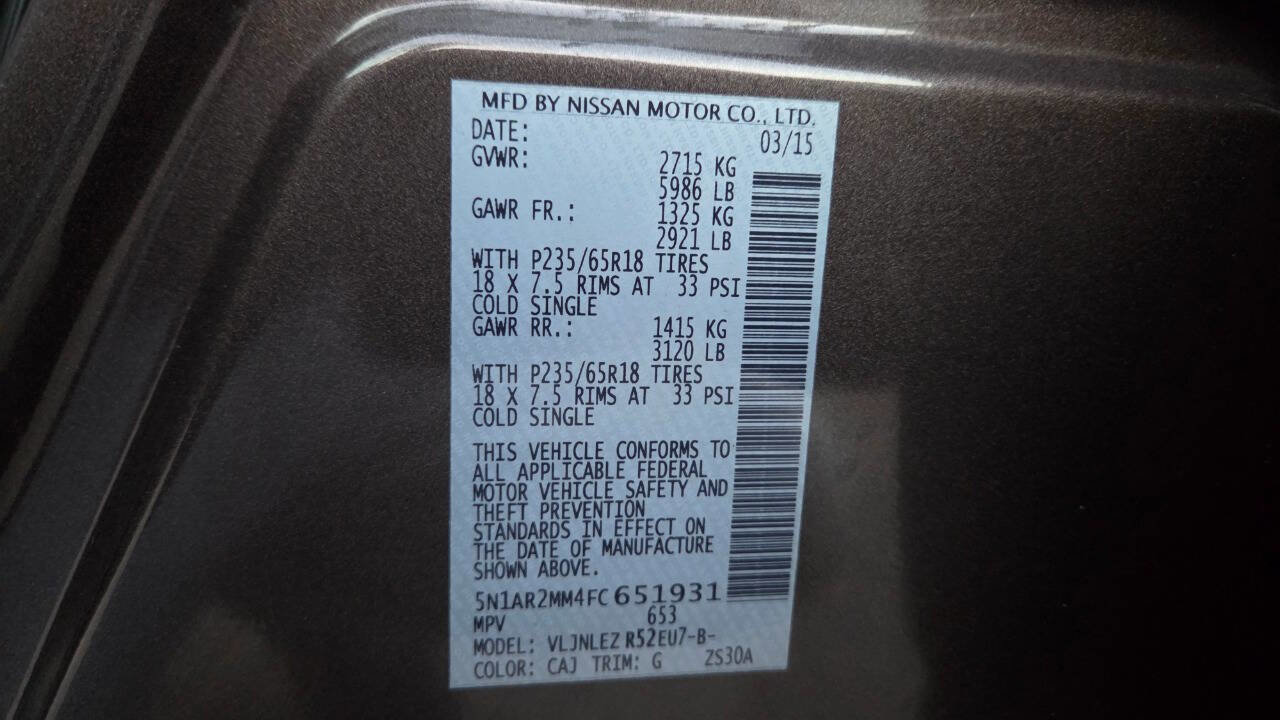 MFD BY NISSAN MOTOR CO., LTD.
DATE: 03/15
GVWR: 2715 KG
5986 LB
GAWR FR.: 1325 KG
2921 LB
WITH P235/65R18 TIRES
18 X 7.5 RIMS AT 33 PSI
COLD SINGLE
GAWR RR.: 1415 KG
3120 LB
WITH P235/65R18 TIRES
18 X 7.5 RIMS AT 33 PSI
COLD SINGLE
THIS VEHICLE CONFORMS TO
ALL APPLICABLE FEDERAL
MOTOR VEHICLE SAFETY AND
THEFT PREVENTION
STANDARDS IN EFFECT ON
THE DATE OF MANUFACTURE
SHOWN ABOVE.
5N1AR2MM4FC651931
MPV 653
MODEL: VLJNLEZ R52EU7-B-
COLOR: CAJ TRIM: G ZS30A